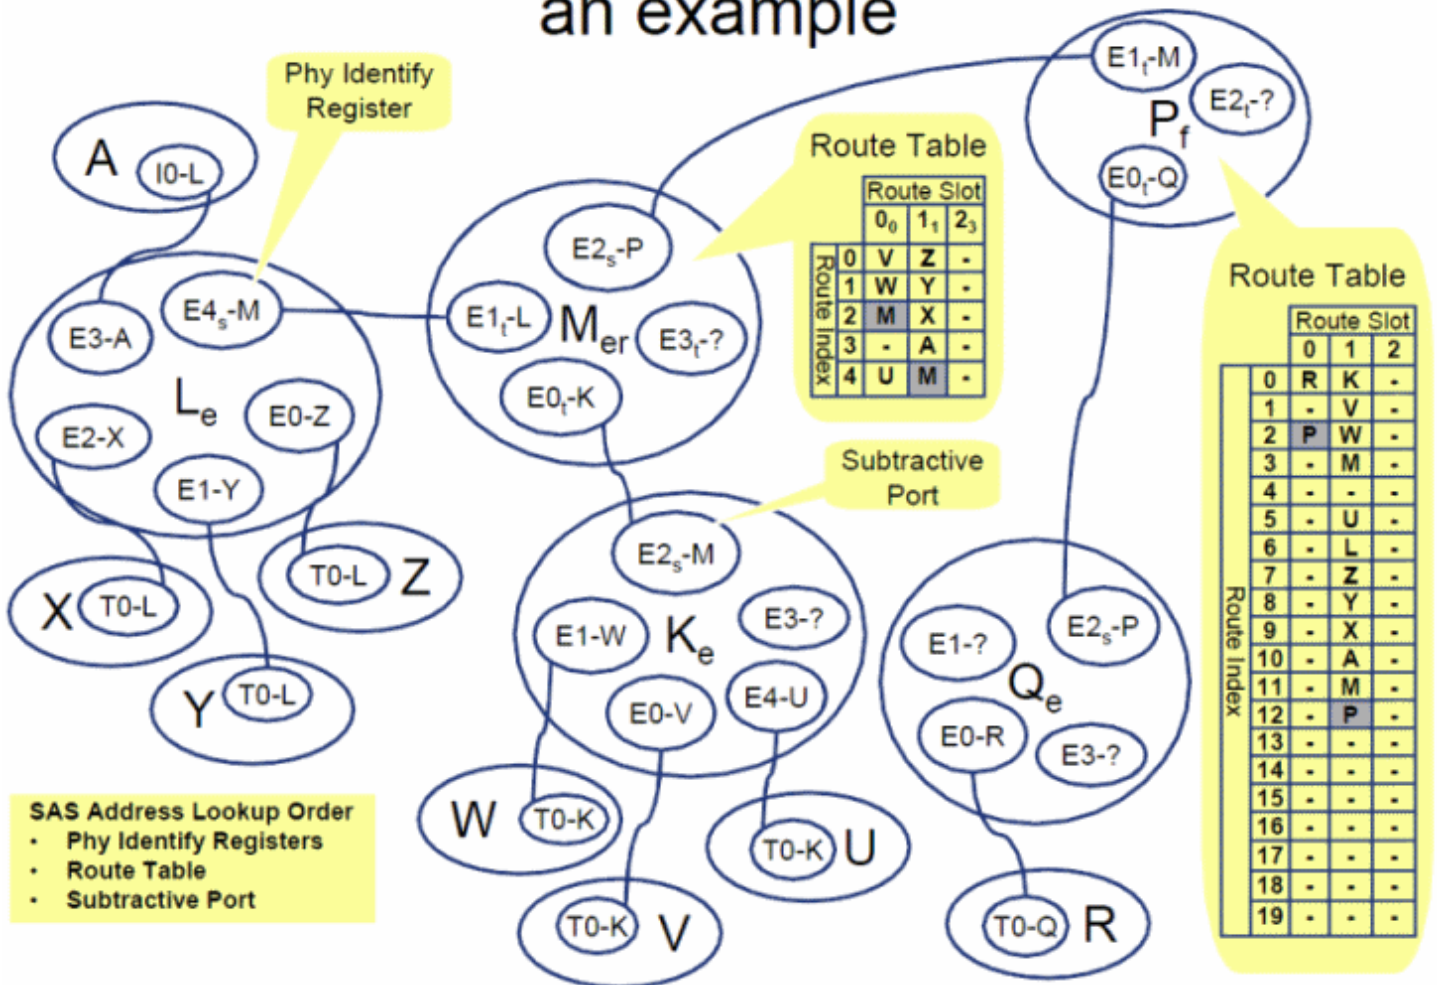 an example
Phy Identify
Register
A
I0-L
E3-A
E4s-M
Le
E2-X
E0-Z
E1-Y
X
T0-L
T0-L
Z
Y
T0-L
E2s-P
E1t-L
Mer
E3t-?
E0t-K
Route Table
Route Slot
00 11 23
Route Index
0 V Z -
1 W Y -
2 M X -
3 - A -
4 U M -
Subtractive
Port
E2s-M
E1-W
Ke
E3-?
E0-V
E4-U
W
T0-K
T0-K
V
T0-K
U
E1t-M
E2t-?
Pf
E0t-Q
E1-?
E2s-P
Qe
E0-R
E3-?
T0-Q
R
Route Table
Route Slot
0 1 2
Route Index
0 R K -
1 - V -
2 P W -
3 - M -
4 - - -
5 - U -
6 - L -
7 - Z -
8 - Y -
9 - X -
10 - A -
11 - M -
12 - P -
13 - - -
14 - - -
15 - - -
16 - - -
17 - - -
18 - - -
19 - - -
SAS Address Lookup Order
• Phy Identify Registers
• Route Table
• Subtractive Port